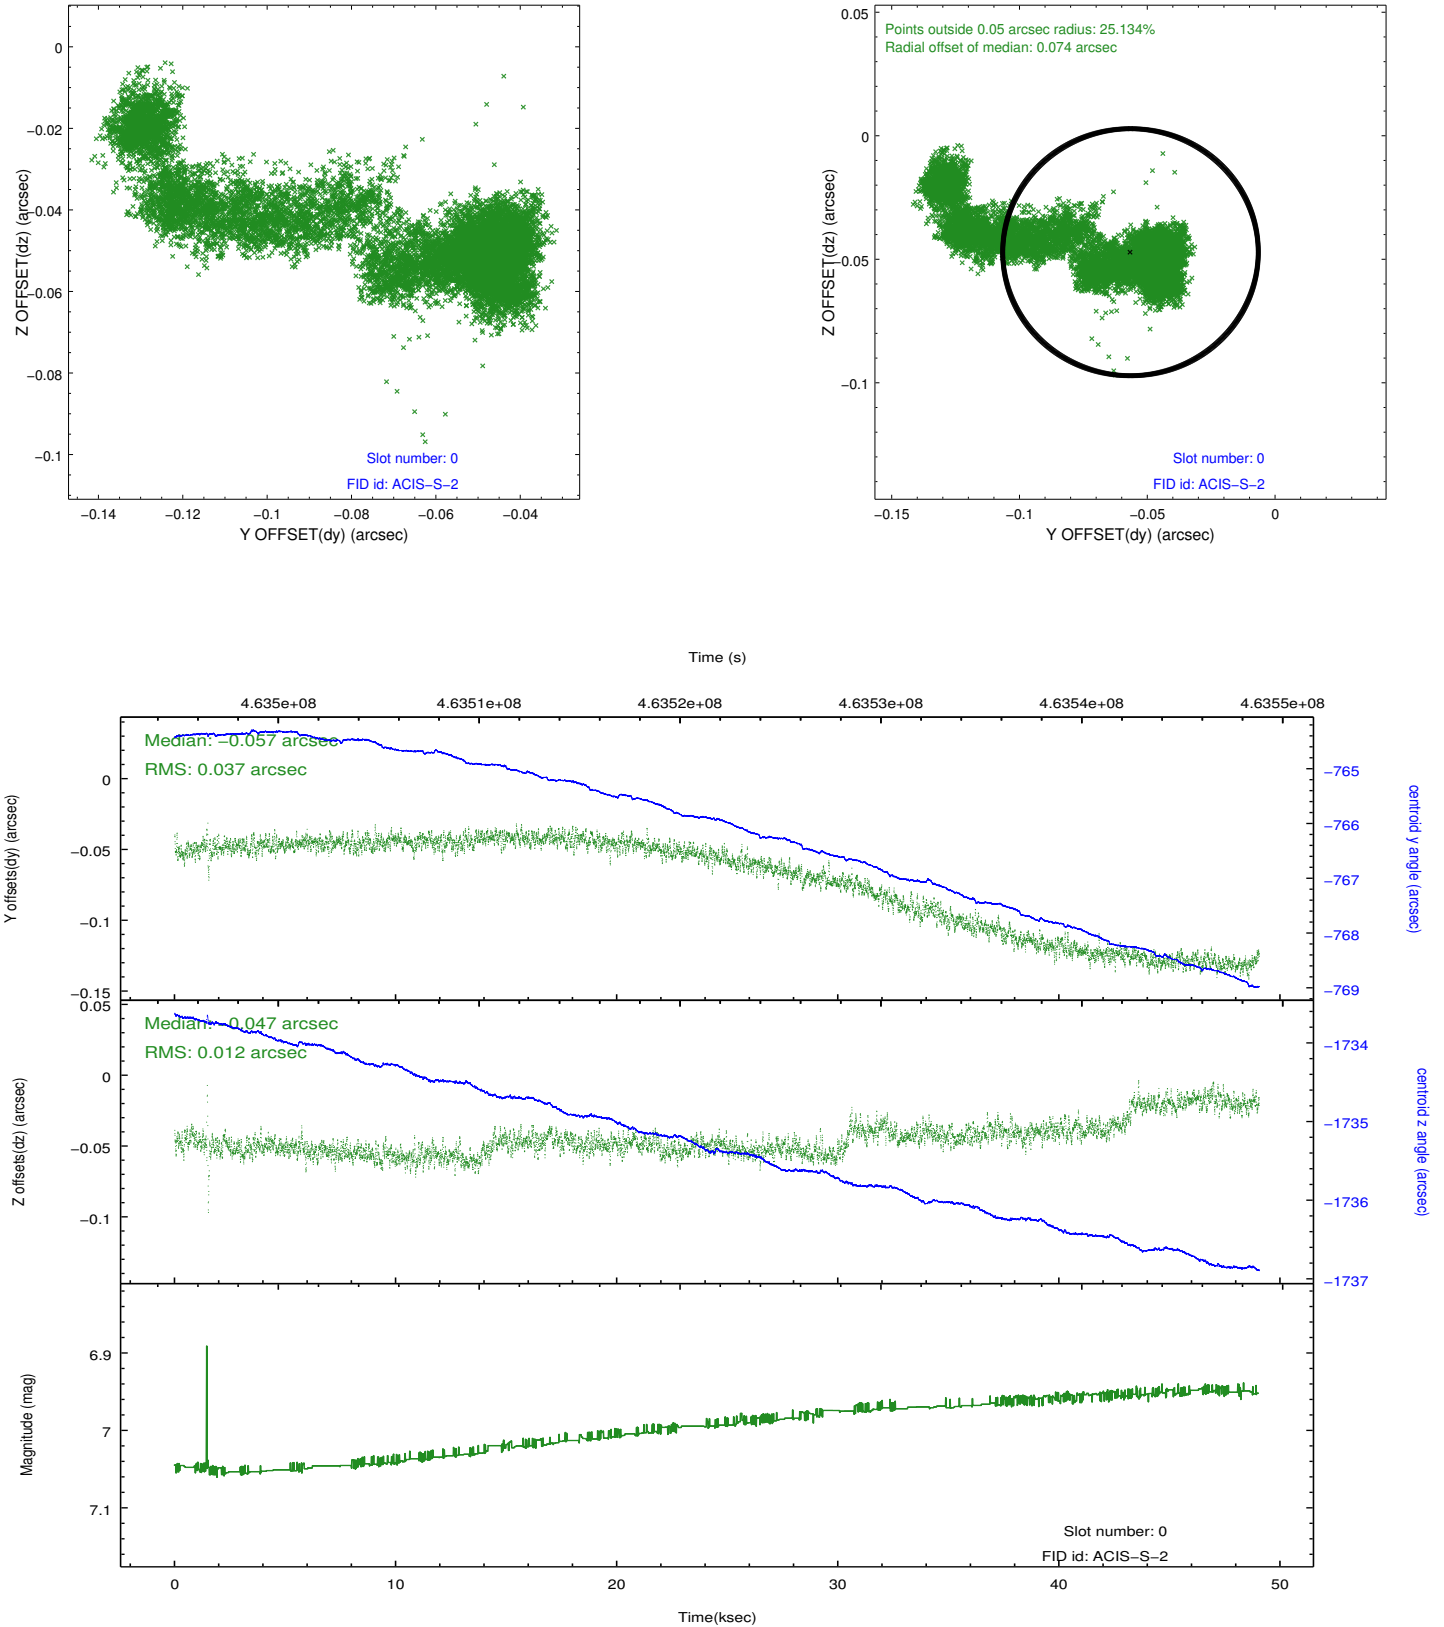 0
−0.02
−0.04
−0.06
−0.08
−0.1
Z OFFSET(dz) (arcsec)
Slot number: 0
FID id: ACIS−S−2
−0.14 −0.12 −0.1 −0.08 −0.06 −0.04
Y OFFSET(dy) (arcsec)
0.05
0
−0.05
−0.1
Z OFFSET(dz) (arcsec)
Points outside 0.05 arcsec radius: 25.134%
Radial offset of median: 0.074 arcsec
Slot number: 0
FID id: ACIS−S−2
−0.15 −0.1 −0.05 0
Y OFFSET(dy) (arcsec)
Time (s)
4.635e+08 4.6351e+08 4.6352e+08 4.6353e+08 4.6354e+08 4.6355e+08
Median: −0.057 arcsec
RMS: 0.037 arcsec
0
−0.05
−0.1
−0.15
Y offsets(dy) (arcsec)
−765
−766
−767
−768
−769
centroid y angle (arcsec)
Median: −0.047 arcsec
RMS: 0.012 arcsec
0.05
0
−0.05
−0.1
Z offsets(dz) (arcsec)
−1734
−1735
−1736
−1737
centroid z angle (arcsec)
6.9
7
7.1
Magnitude (mag)
Slot number: 0
FID id: ACIS−S−2
0 10 20 30 40 50
Time(ksec)